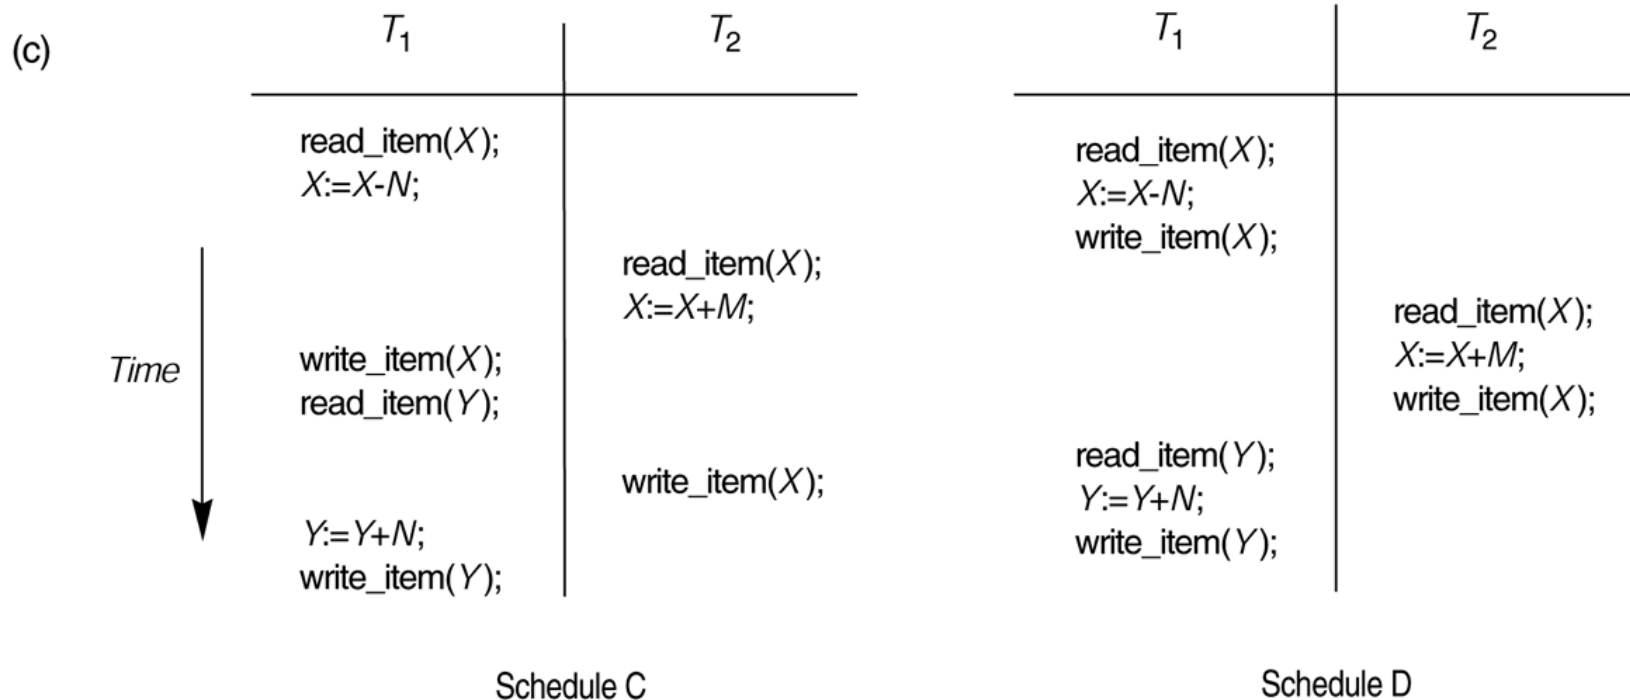 (c)
T1 T2
read_item(X);
X:=X-N;
read_item(X);
X:=X+M;
write_item(X);
read_item(Y);
write_item(X);
Y:=Y+N;
write_item(Y);
Time
Schedule C
T1 T2
read_item(X);
X:=X-N;
write_item(X);
read_item(X);
X:=X+M;
write_item(X);
read_item(Y);
Y:=Y+N;
write_item(Y);
Schedule D